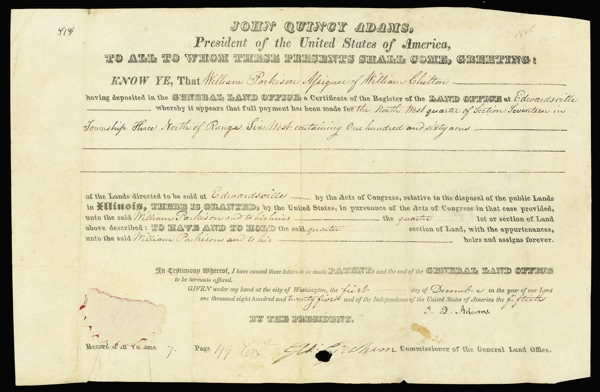 818
JOHN QUINCY ADAMS,
President of the United States of America,
TO ALL TO WHOM THESE PRESENTS SHALL COME, GREETING:
KNOW YE, That William Parkison Assignee of William Chilton
having deposited in the GENERAL LAND OFFICE a Certificate of the Register of the LAND OFFICE at Edwardsville
whereby it appears that full payment has been made for the North West quarter of Section Seventeen in
Township Three North of Range Six West containing One hundred and sixty acres
of the Lands directed to be sold at Edwardsville by the Acts of Congress, relative to the disposal of the public Lands
in Illinois, THERE IS GRANTED, by the United States, in pursuance of the Acts of Congress in that case provided,
unto the said William Parkison and to his heirs the quarter lot or section of Land
above described: TO HAVE AND TO HOLD the said quarter section of Land, with the appurtenances,
unto the said William Parkison and to his heirs and assigns forever.
In Testimony Whereof, I have caused these letters to be made PATENT, and the seal of the GENERAL LAND OFFICE
to be hereunto affixed.
GIVEN under my hand at the city of Washington, the first day of December in the year of our Lord
one thousand eight hundred and twenty five and of the Independence of the United States of America the fiftieth
J. Q. Adams
BY THE PRESIDENT.
Record in Volume 7. Page 199 Geo. Graham Commissioner of the General Land Office.